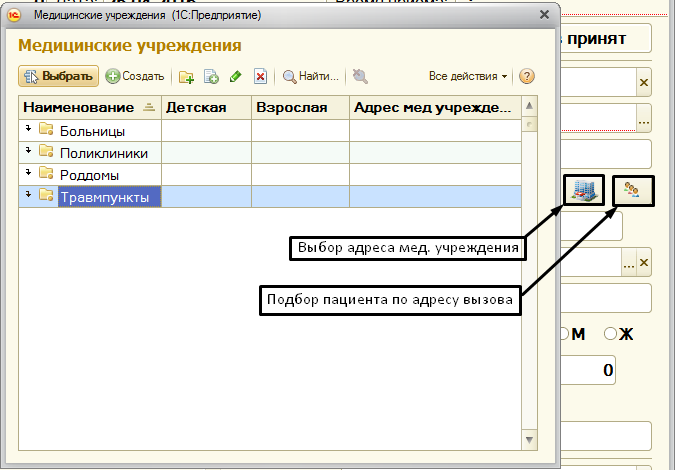 Медицинские учреждения (1С:Предприятие)
Медицинские учреждения
принят
Выбрать Создать Найти... Все действия
Наименование Детская Взрослая Адрес мед учрежде...
Больницы
Поликлиники
Роддомы
Травмпункты
Выбор адреса мед. учреждения
Подбор пациента по адресу вызова
М Ж
0